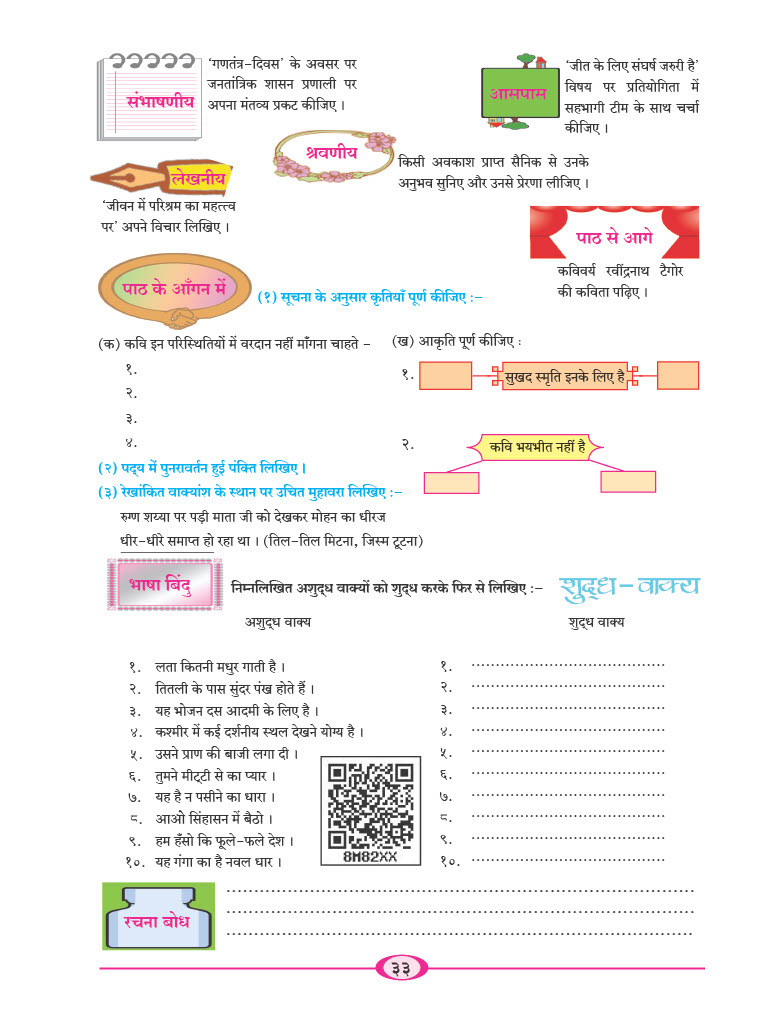 संभाषणीय
‘गणतंत्र-दिवस’ के अवसर पर
जनतांत्रिक शासन प्रणाली पर
अपना मंतव्य प्रकट कीजिए ।
आसपास
‘जीत के लिए संघर्ष जरुरी है’
विषय पर प्रतियोगिता में
सहभागी टीम के साथ चर्चा
कीजिए ।
श्रवणीय
किसी अवकाश प्राप्त सैनिक से उनके
अनुभव सुनिए और उनसे प्रेरणा लीजिए ।
लेखनीय
‘जीवन में परिश्रम का महत्त्व
पर’ अपने विचार लिखिए ।
पाठ से आगे
कविवर्य रवींद्रनाथ टैगोर
की कविता पढ़िए ।
पाठ के आँगन में
(१) सूचना के अनुसार कृतियाँ पूर्ण कीजिए :-
(क) कवि इन परिस्थितियों में वरदान नहीं माँगना चाहते -
१.
२.
३.
४.
(ख) आकृति पूर्ण कीजिए :
१. सुखद स्मृति इनके लिए है
२. कवि भयभीत नहीं है
(२) पद्य में पुनरावर्तन हुई पंक्ति लिखिए ।
(३) रेखांकित वाक्यांश के स्थान पर उचित मुहावरा लिखिए :-
रुग्ण शय्या पर पड़ी माता जी को देखकर मोहन का धीरज
धीर-धीरे समाप्त हो रहा था । (तिल-तिल मिटना, जिस्म टूटना)
भाषा बिंदु
निम्नलिखित अशुद्ध वाक्यों को शुद्ध करके फिर से लिखिए :-
शुद्ध-वाक्य
अशुद्ध वाक्य शुद्ध वाक्य
१. लता कितनी मधुर गाती है । १. ........................................
२. तितली के पास सुंदर पंख होते हैं । २. ........................................
३. यह भोजन दस आदमी के लिए है । ३. ........................................
४. कश्मीर में कई दर्शनीय स्थल देखने योग्य है । ४. ........................................
५. उसने प्राण की बाजी लगा दी । ५. ........................................
६. तुमने मीट्टी से का प्यार । ६. ........................................
७. यह है न पसीने का धारा । ७. ........................................
८. आओ सिंहासन में बैठो । ८. ........................................
९. हम हँसो कि फूले-फले देश । ९. ........................................
१०. यह गंगा का है नवल धार । १०. ........................................
8M82XX
रचना बोध
................................................................................
................................................................................
................................................................................
३३